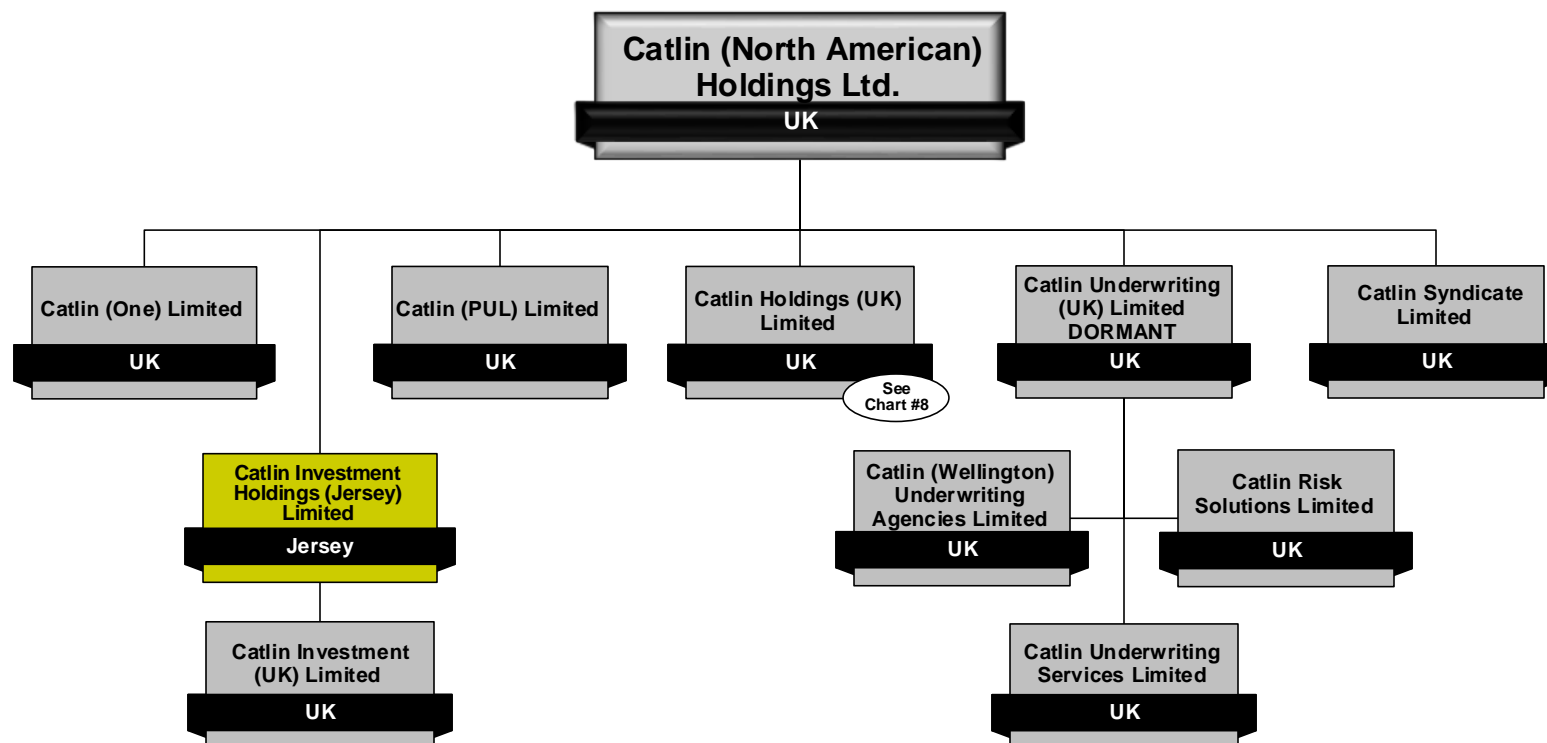 Catlin (North American)
Holdings Ltd.
UK
Catlin (One) Limited
UK
Catlin (PUL) Limited
UK
Catlin Holdings (UK)
Limited
UK
See
Chart #8
Catlin Underwriting
(UK) Limited
DORMANT
UK
Catlin Syndicate
Limited
UK
Catlin Investment
Holdings (Jersey)
Limited
Jersey
Catlin (Wellington)
Underwriting
Agencies Limited
UK
Catlin Risk
Solutions Limited
UK
Catlin Investment
(UK) Limited
UK
Catlin Underwriting
Services Limited
UK